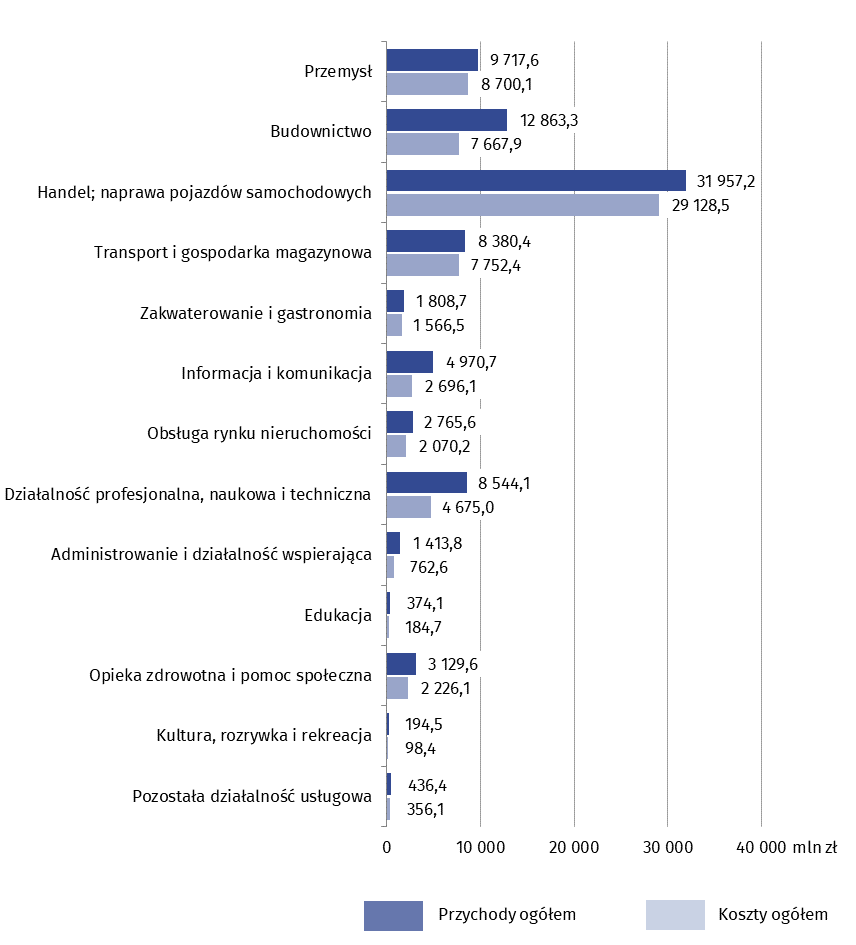 Przemysł
9 717,6
8 700,1
Budownictwo
12 863,3
7 667,9
Handel; naprawa pojazdów samochodowych
31 957,2
29 128,5
Transport i gospodarka magazynowa
8 380,4
7 752,4
Zakwaterowanie i gastronomia
1 808,7
1 566,5
Informacja i komunikacja
4 970,7
2 696,1
Obsługa rynku nieruchomości
2 765,6
2 070,2
Działalność profesjonalna, naukowa i techniczna
8 544,1
4 675,0
Administrowanie i działalność wspierająca
1 413,8
762,6
Edukacja
374,1
184,7
Opieka zdrowotna i pomoc społeczna
3 129,6
2 226,1
Kultura, rozrywka i rekreacja
194,5
98,4
Pozostała działalność usługowa
436,4
356,1
0 10 000 20 000 30 000 40 000 mln zł
Przychody ogółem Koszty ogółem